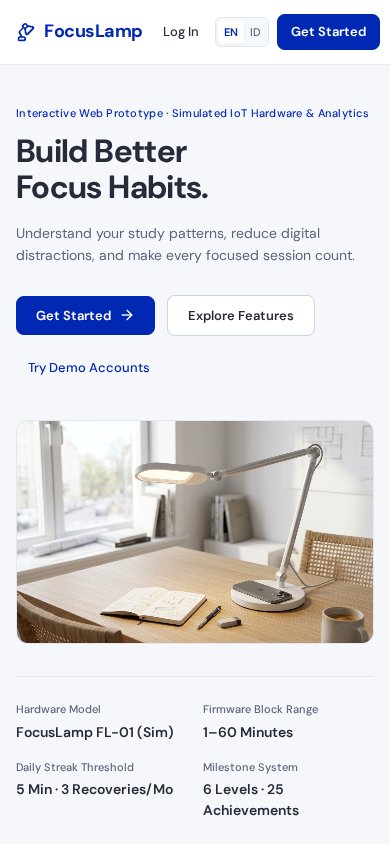 FocusLamp
Log In
EN ID
Get Started
Interactive Web Prototype · Simulated IoT Hardware & Analytics
Build Better
Focus Habits.
Understand your study patterns, reduce digital
distractions, and make every focused session count.
Get Started →
Explore Features
Try Demo Accounts
Hardware Model
FocusLamp FL-01 (Sim)
Firmware Block Range
1–60 Minutes
Daily Streak Threshold
5 Min · 3 Recoveries/Mo
Milestone System
6 Levels · 25
Achievements